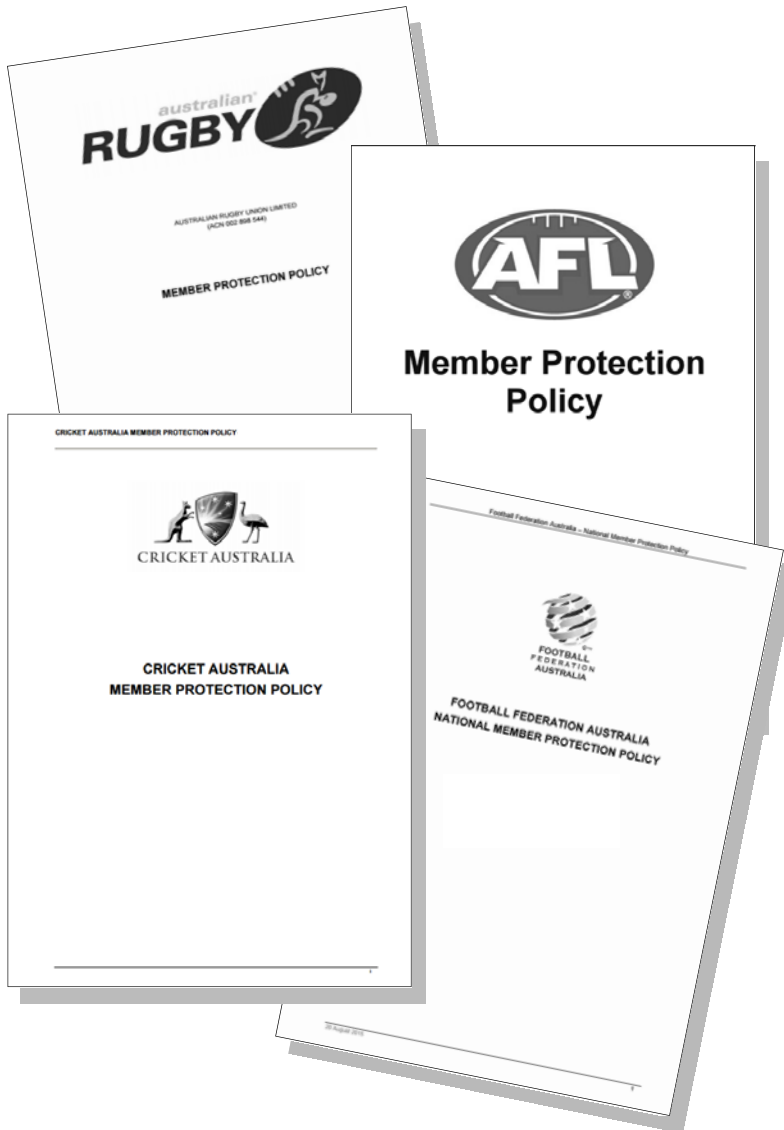 australian
RUGBY
AUSTRALIAN RUGBY UNION LIMITED
(ACN 002 898 544)
MEMBER PROTECTION POLICY
AFL
®
Member Protection
Policy
CRICKET AUSTRALIA MEMBER PROTECTION POLICY
CRICKET AUSTRALIA
CRICKET AUSTRALIA
MEMBER PROTECTION POLICY
Football Federation Australia – National Member Protection Policy
FOOTBALL
FEDERATION
AUSTRALIA
FOOTBALL FEDERATION AUSTRALIA
NATIONAL MEMBER PROTECTION POLICY